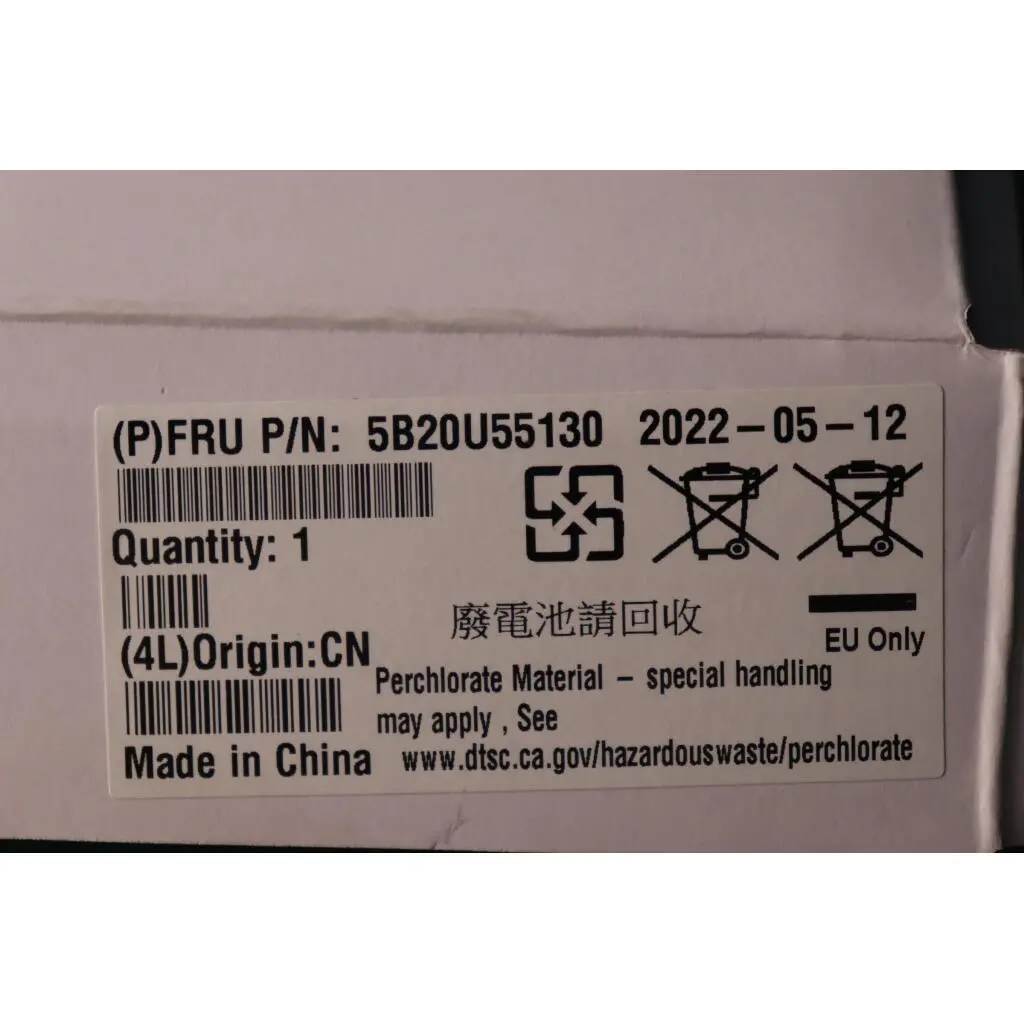 (P)FRU P/N: 5B20U55130 2022-05-12
Quantity: 1
廢電池請回收
EU Only
(4L)Origin:CN
Perchlorate Material - special handling
may apply , See
Made in China www.dtsc.ca.gov/hazardouswaste/perchlorate